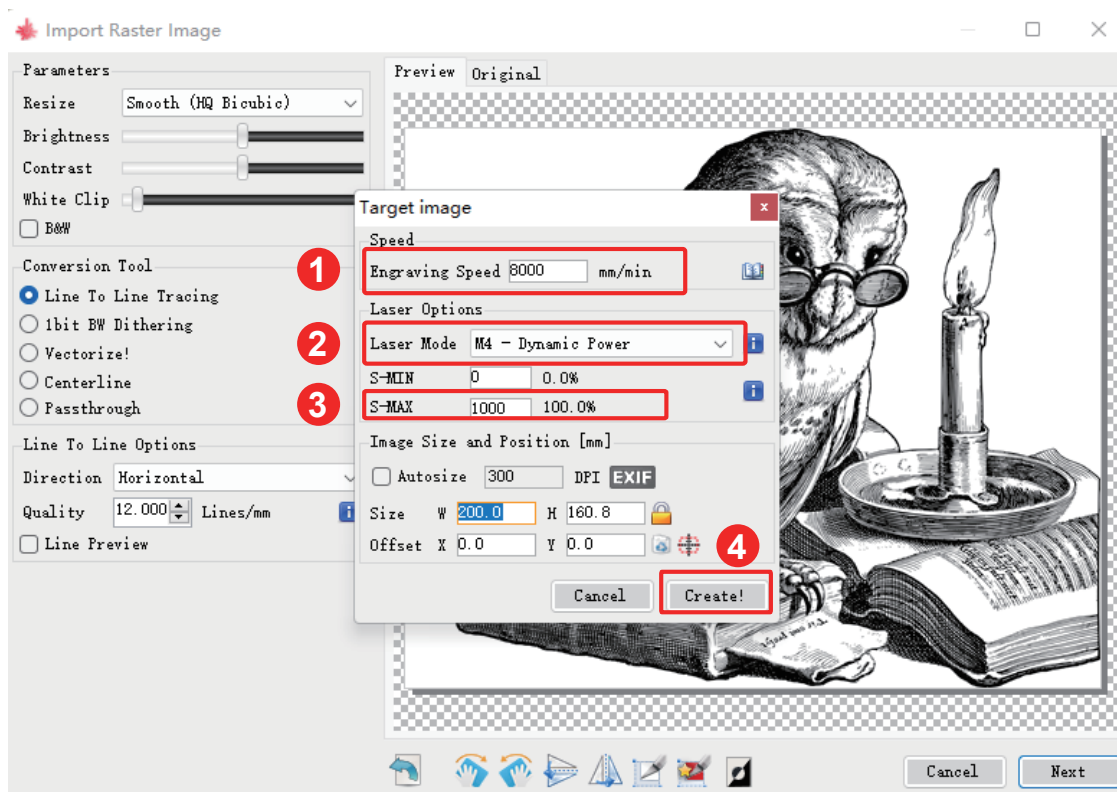 Import Raster Image
Parameters
Resize Smooth (HQ Bicubic)
Brightness
Contrast
White Clip
B&W
Conversion Tool
Line To Line Tracing
1bit BW Dithering
Vectorize!
Centerline
Passthrough
Line To Line Options
Direction Horizontal
Quality 12.000 Lines/mm
Line Preview
Preview Original
Target image
Speed
1 Engraving Speed 8000 mm/min
Laser Options
2 Laser Mode M4 - Dynamic Power
S-MIN 0 0.0%
3 S-MAX 1000 100.0%
Image Size and Position [mm]
Autosize 300 DPI EXIF
Size W 200.0 H 160.8
Offset X 0.0 Y 0.0
4
Cancel Create!
Cancel Next